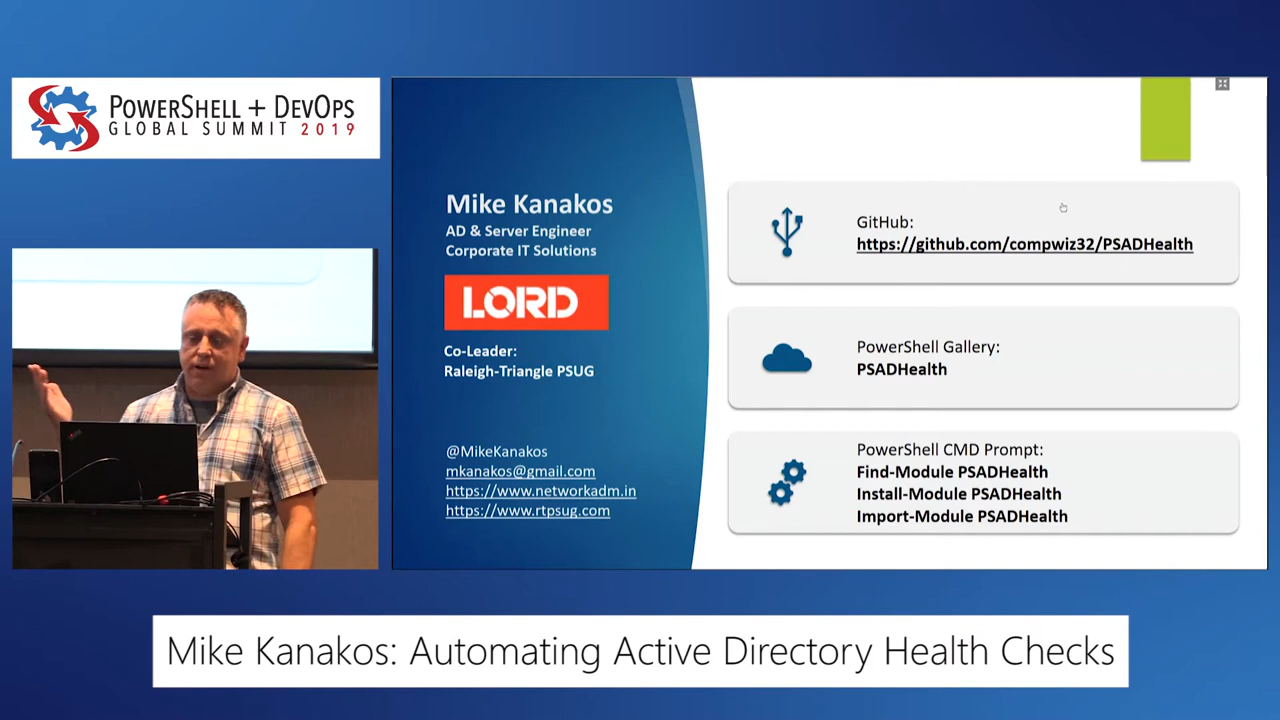 POWERSHELL + DEVOPS
GLOBAL SUMMIT 2019
Mike Kanakos
AD & Server Engineer
Corporate IT Solutions
LORD
Co-Leader:
Raleigh-Triangle PSUG
@MikeKanakos
mkanakos@gmail.com
https://www.networkadm.in
https://www.rtpsug.com
GitHub:
https://github.com/compwiz32/PSADHealth
PowerShell Gallery:
PSADHealth
PowerShell CMD Prompt:
Find-Module PSADHealth
Install-Module PSADHealth
Import-Module PSADHealth
Mike Kanakos: Automating Active Directory Health Checks